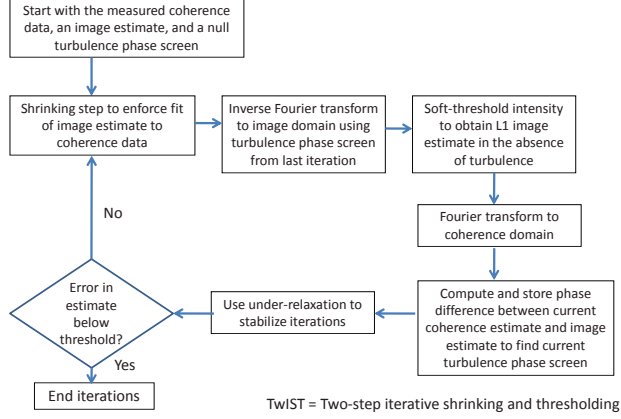 Start with the measured coherence
data, an image estimate, and a null
turbulence phase screen
Shrinking step to enforce fit
of image estimate to
coherence data
Inverse Fourier transform
to image domain using
turbulence phase screen
from last iteration
Soft-threshold intensity
to obtain L1 image
estimate in the absence
of turbulence
Fourier transform to
coherence domain
Compute and store phase
difference between current
coherence estimate and image
estimate to find current
turbulence phase screen
Use under-relaxation to
stabilize iterations
Error in
estimate
below
threshold?
No
Yes
End iterations
TwIST = Two-step iterative shrinking and thresholding